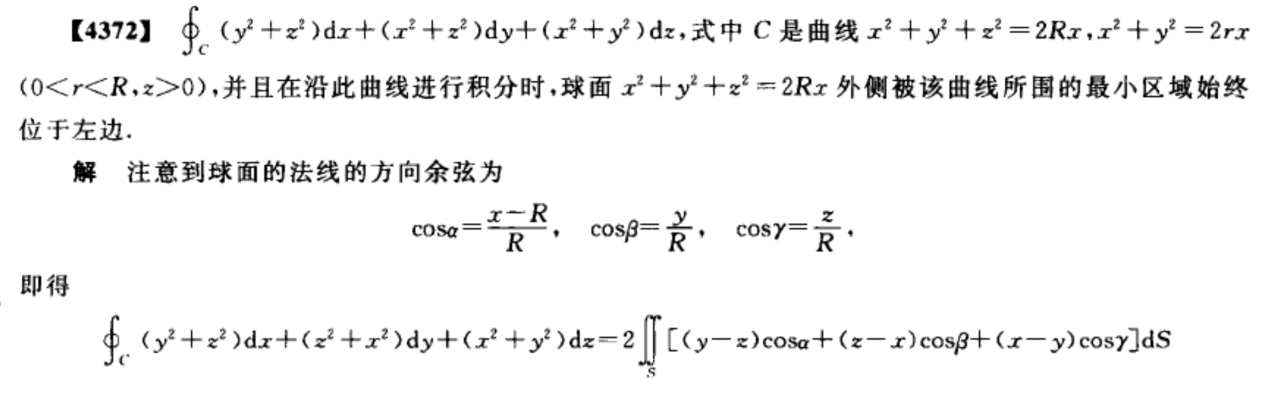 【4372】 ∮_C (y²+z²)dx+(x²+z²)dy+(x²+y²)dz,式中 C 是曲线 x²+y²+z²=2Rx,x²+y²=2rx
(0<r<R,z>0),并且在沿此曲线进行积分时,球面 x²+y²+z²=2Rx 外侧被该曲线所围的最小区域始终
位于左边.
解 注意到球面的法线的方向余弦为
cosα=\frac{x-R}{R}, cosβ=\frac{y}{R}, cosγ=\frac{z}{R},
即得
∮_C (y²+z²)dx+(z²+x²)dy+(x²+y²)dz=2∬_S [(y-z)cosα+(z-x)cosβ+(x-y)cosγ]dS